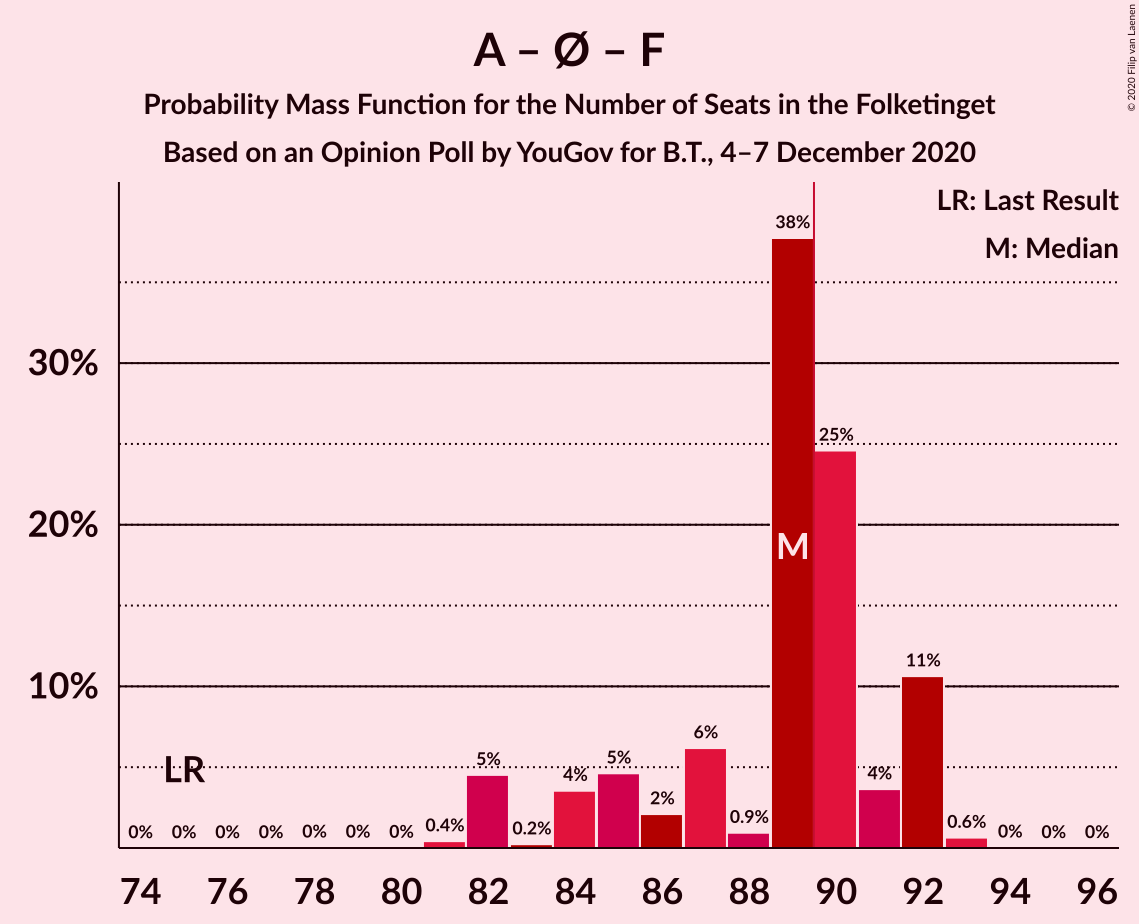 A – Ø – F
Probability Mass Function for the Number of Seats in the Folketinget
Based on an Opinion Poll by YouGov for B.T., 4–7 December 2020
© 2020 Filip van Laenen
LR: Last Result
M: Median
38%
30%
25%
20%
M
11%
10%
6%
LR
5%
5%
4%
4%
2%
0.9%
0.6%
0.4%
0.2%
0% 0% 0% 0% 0% 0% 0% 0% 0% 0%
74 76 78 80 82 84 86 88 90 92 94 96